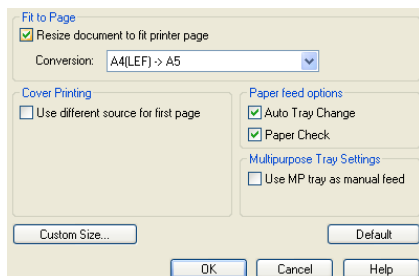 Fit to Page
Resize document to fit printer page
Conversion: A4(LEF) -> A5
Cover Printing
Use different source for first page
Paper feed options
Auto Tray Change
Paper Check
Multipurpose Tray Settings
Use MP tray as manual feed
Custom Size... Default
OK Cancel Help